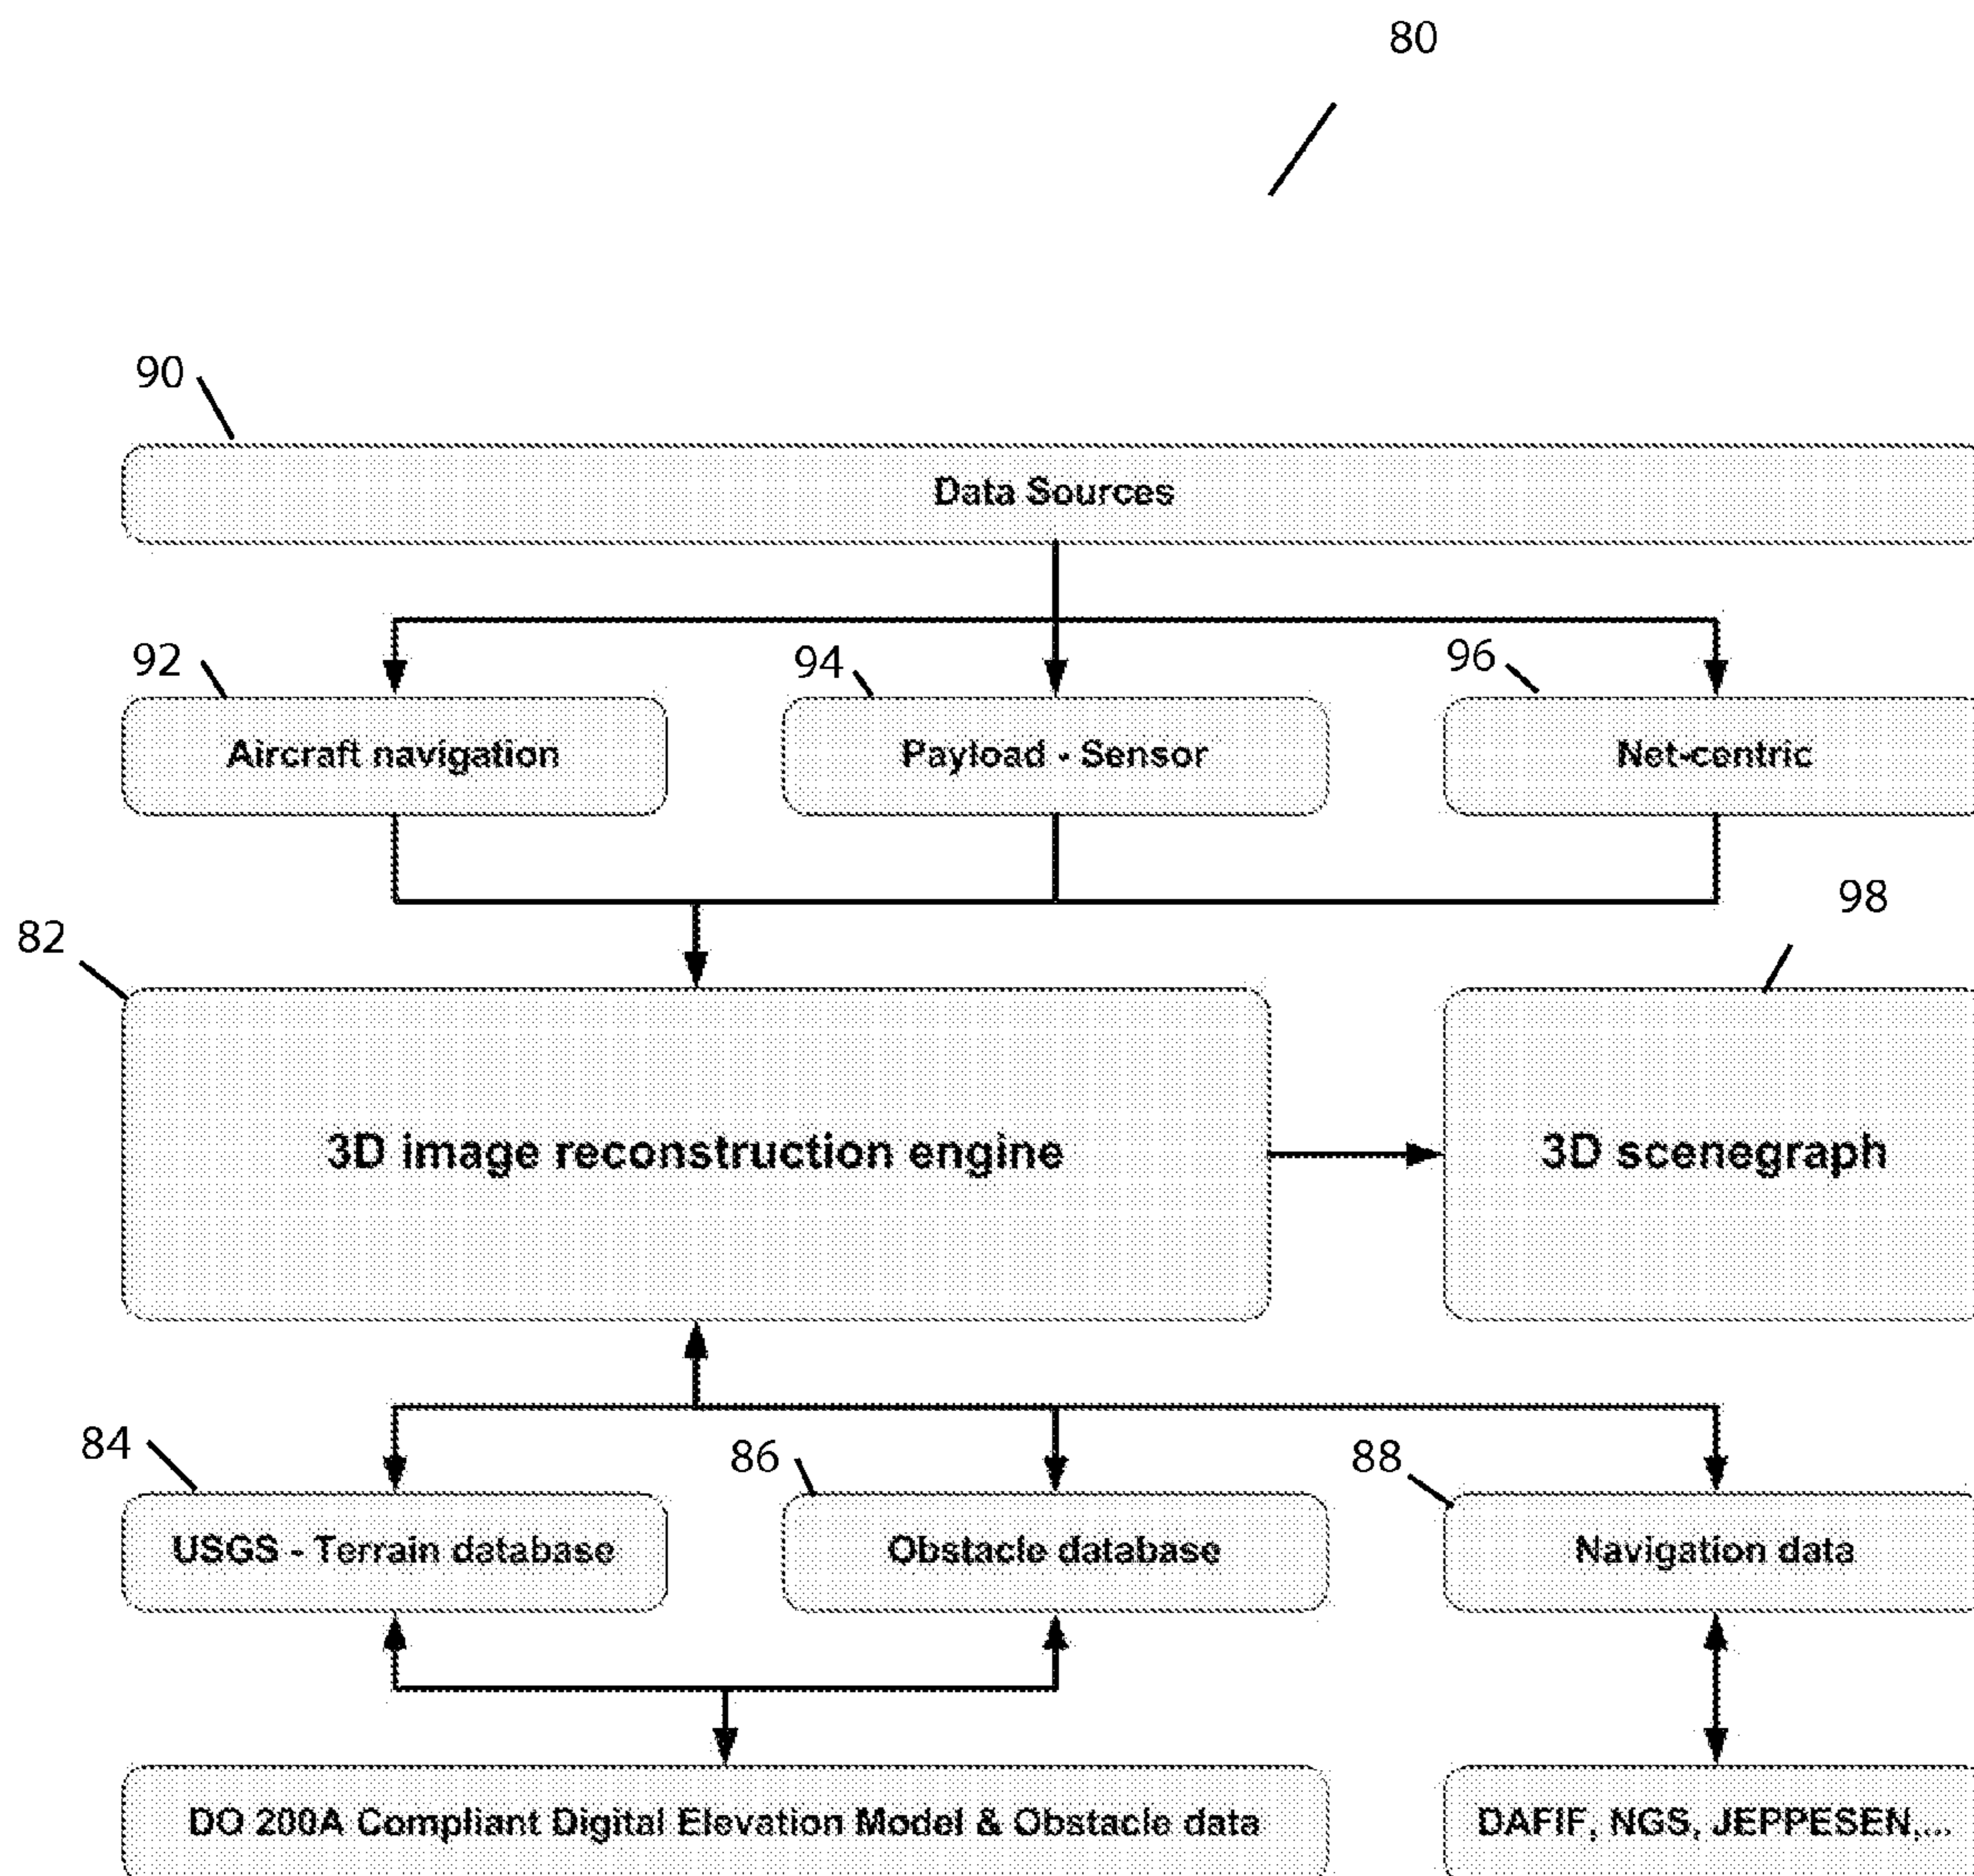 80
90
Data Sources
92
94
96
Aircraft navigation
Payload - Sensor
Net-centric
98
82
3D image reconstruction engine
3D scenegraph
84
86
88
USGS - Terrain database
Obstacle database
Navigation data
DO 200A Compliant Digital Elevation Model & Obstacle data
DAFIF, NGS, JEPPESEN,...